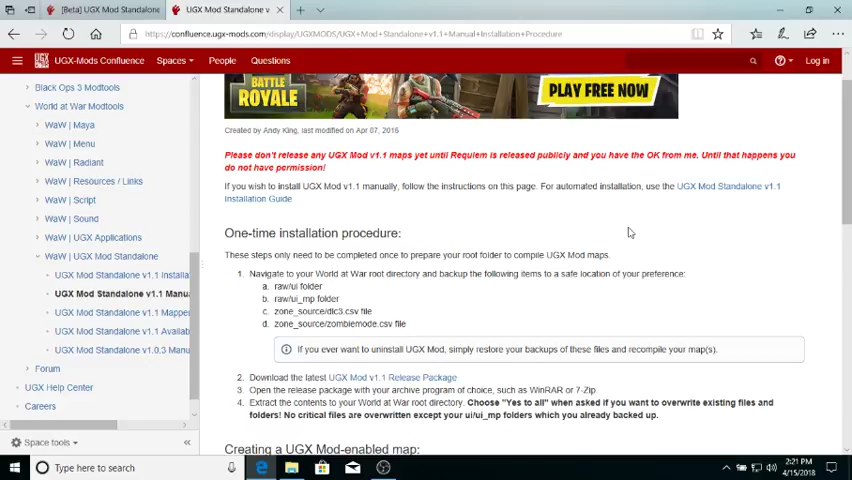 [Beta] UGX Mod Standalone
UGX Mod Standalone v
https://confluence.ugx-mods.com/display/UGXMODS/UGX+Mod+Standalone+v1.1+Manual+Installation+Procedure
UGX-Mods Confluence Spaces People Questions Log in
Black Ops 3 Modtools
World at War Modtools
WaW | Maya
WaW | Menu
WaW | Radiant
WaW | Resources / Links
WaW | Script
WaW | Sound
WaW | UGX Applications
WaW | UGX Mod Standalone
UGX Mod Standalone v1.1 Installa
UGX Mod Standalone v1.1 Manu
UGX Mod Standalone v1.1 Mappe
UGX Mod Standalone v1.1 Availab
UGX Mod Standalone v1.0.3 Manu
Forum
UGX Help Center
Careers
Space tools
BATTLE
ROYALE
PLAY FREE NOW
Created by Andy King, last modified on Apr 07, 2015
Please don't release any UGX Mod v1.1 maps yet until Requiem is released publicly and you have the OK from me. Until that happens you
do not have permission!
If you wish to install UGX Mod v1.1 manually, follow the instructions on this page. For automated installation, use the UGX Mod Standalone v1.1
Installation Guide
One-time installation procedure:
These steps only need to be completed once to prepare your root folder to compile UGX Mod maps.
1. Navigate to your World at War root directory and backup the following items to a safe location of your preference:
a. raw/ui folder
b. raw/ui_mp folder
c. zone_source/dlc3.csv file
d. zone_source/zombiemode.csv file
If you ever want to uninstall UGX Mod, simply restore your backups of these files and recompile your map(s).
2. Download the latest UGX Mod v1.1 Release Package
3. Open the release package with your archive program of choice, such as WinRAR or 7-Zip.
4. Extract the contents to your World at War root directory. Choose "Yes to all" when asked if you want to overwrite existing files and
folders! No critical files are overwritten except your ui/ui_mp folders which you already backed up.
Creating a UGX Mod-enabled map:
Type here to search
2:21 PM
4/15/2018